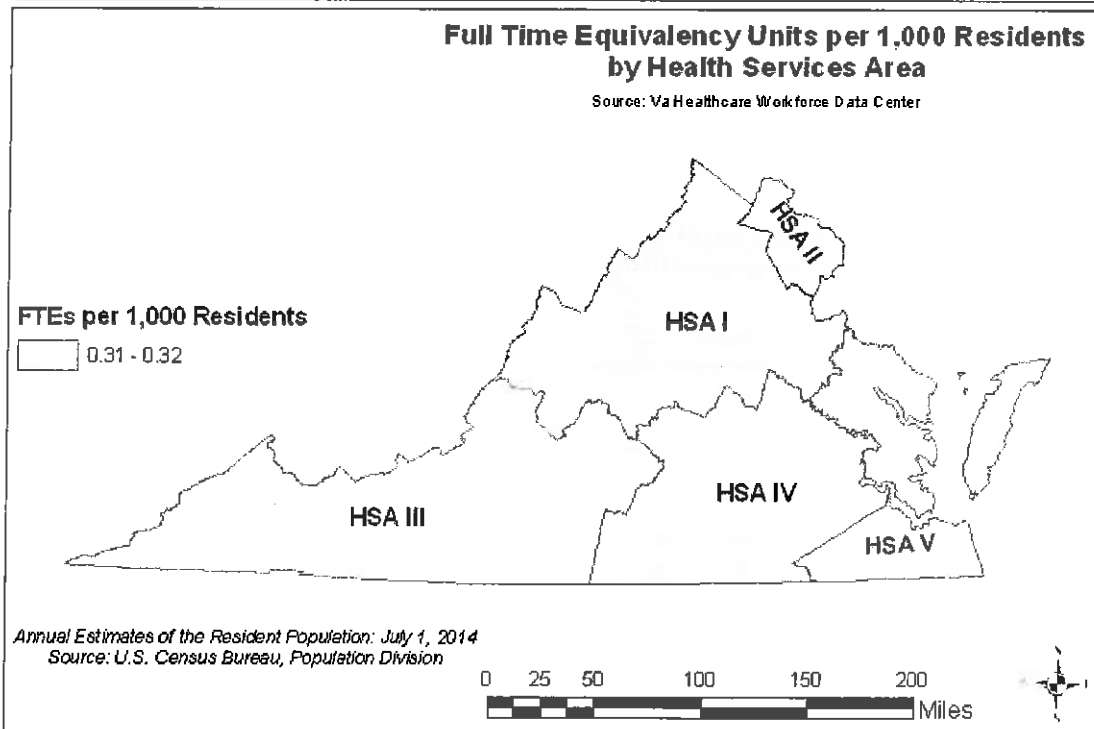 Full Time Equivalency Units per 1,000 Residents
by Health Services Area
Source: Va Healthcare Workforce Data Center
HSA II
HSA I
FTEs per 1,000 Residents
0.31 - 0.32
HSA IV
HSA III
HSA V
Annual Estimates of the Resident Population: July 1, 2014
Source: U.S. Census Bureau, Population Division
0 25 50 100 150 200
Miles